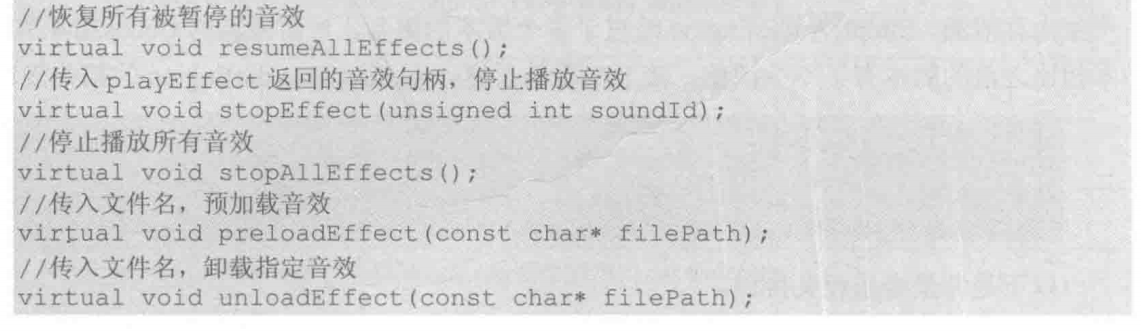 //恢复所有被暂停的音效
virtual void resumeAllEffects();
//传入 playEffect 返回的音效句柄，停止播放音效
virtual void stopEffect(unsigned int soundId);
//停止播放所有音效
virtual void stopAllEffects();
//传入文件名，预加载音效
virtual void preloadEffect(const char* filePath);
//传入文件名，卸载指定音效
virtual void unloadEffect(const char* filePath);